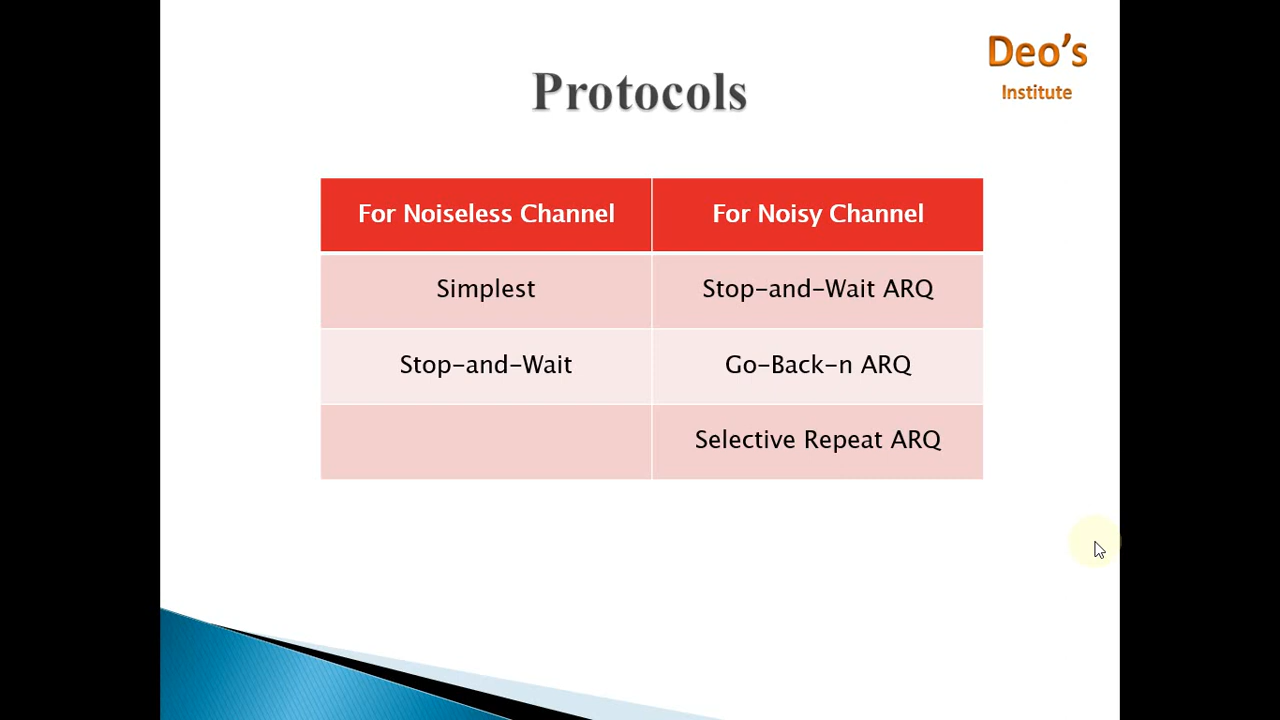 Deo's
Institute
Protocols
For Noiseless Channel
For Noisy Channel
Simplest
Stop-and-Wait ARQ
Stop-and-Wait
Go-Back-n ARQ
Selective Repeat ARQ